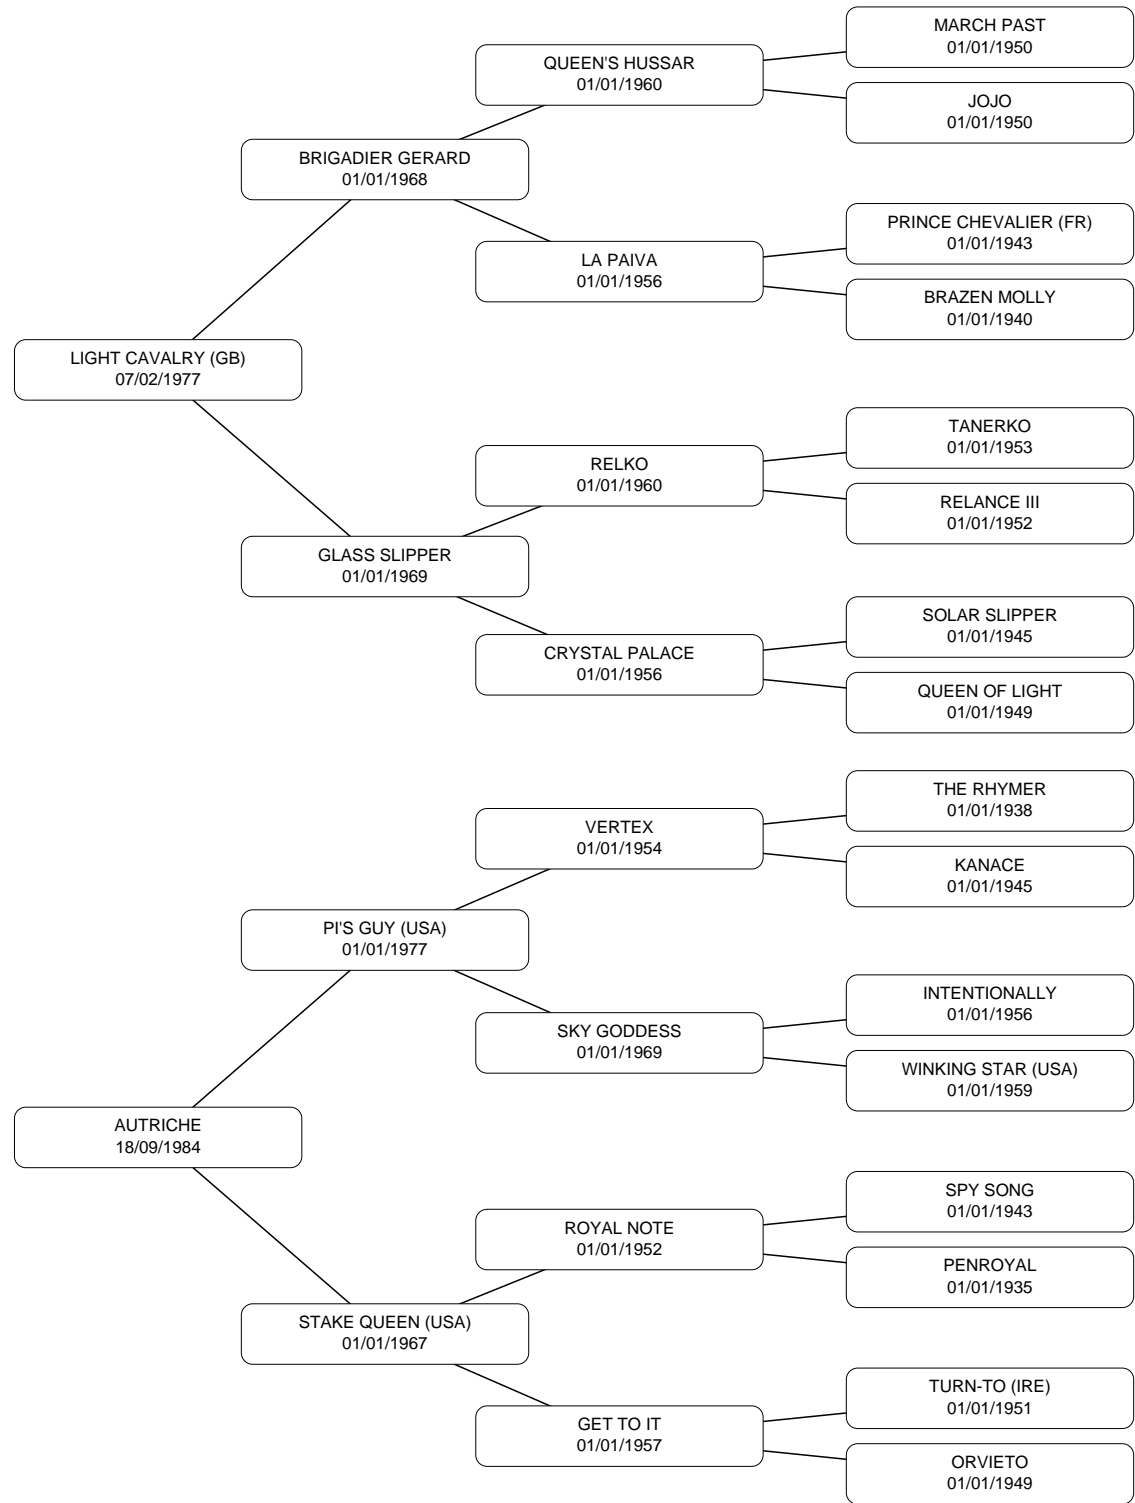 MARCH PAST
01/01/1950
QUEEN'S HUSSAR
01/01/1960
JOJO
01/01/1950
BRIGADIER GERARD
01/01/1968
PRINCE CHEVALIER (FR)
01/01/1943
LA PAIVA
01/01/1956
BRAZEN MOLLY
01/01/1940
LIGHT CAVALRY (GB)
07/02/1977
TANERKO
01/01/1953
RELKO
01/01/1960
RELANCE III
01/01/1952
GLASS SLIPPER
01/01/1969
SOLAR SLIPPER
01/01/1945
CRYSTAL PALACE
01/01/1956
QUEEN OF LIGHT
01/01/1949
THE RHYMER
01/01/1938
VERTEX
01/01/1954
KANACE
01/01/1945
PI'S GUY (USA)
01/01/1977
INTENTIONALLY
01/01/1956
SKY GODDESS
01/01/1969
WINKING STAR (USA)
01/01/1959
AUTRICHE
18/09/1984
SPY SONG
01/01/1943
ROYAL NOTE
01/01/1952
PENROYAL
01/01/1935
STAKE QUEEN (USA)
01/01/1967
TURN-TO (IRE)
01/01/1951
GET TO IT
01/01/1957
ORVIETO
01/01/1949